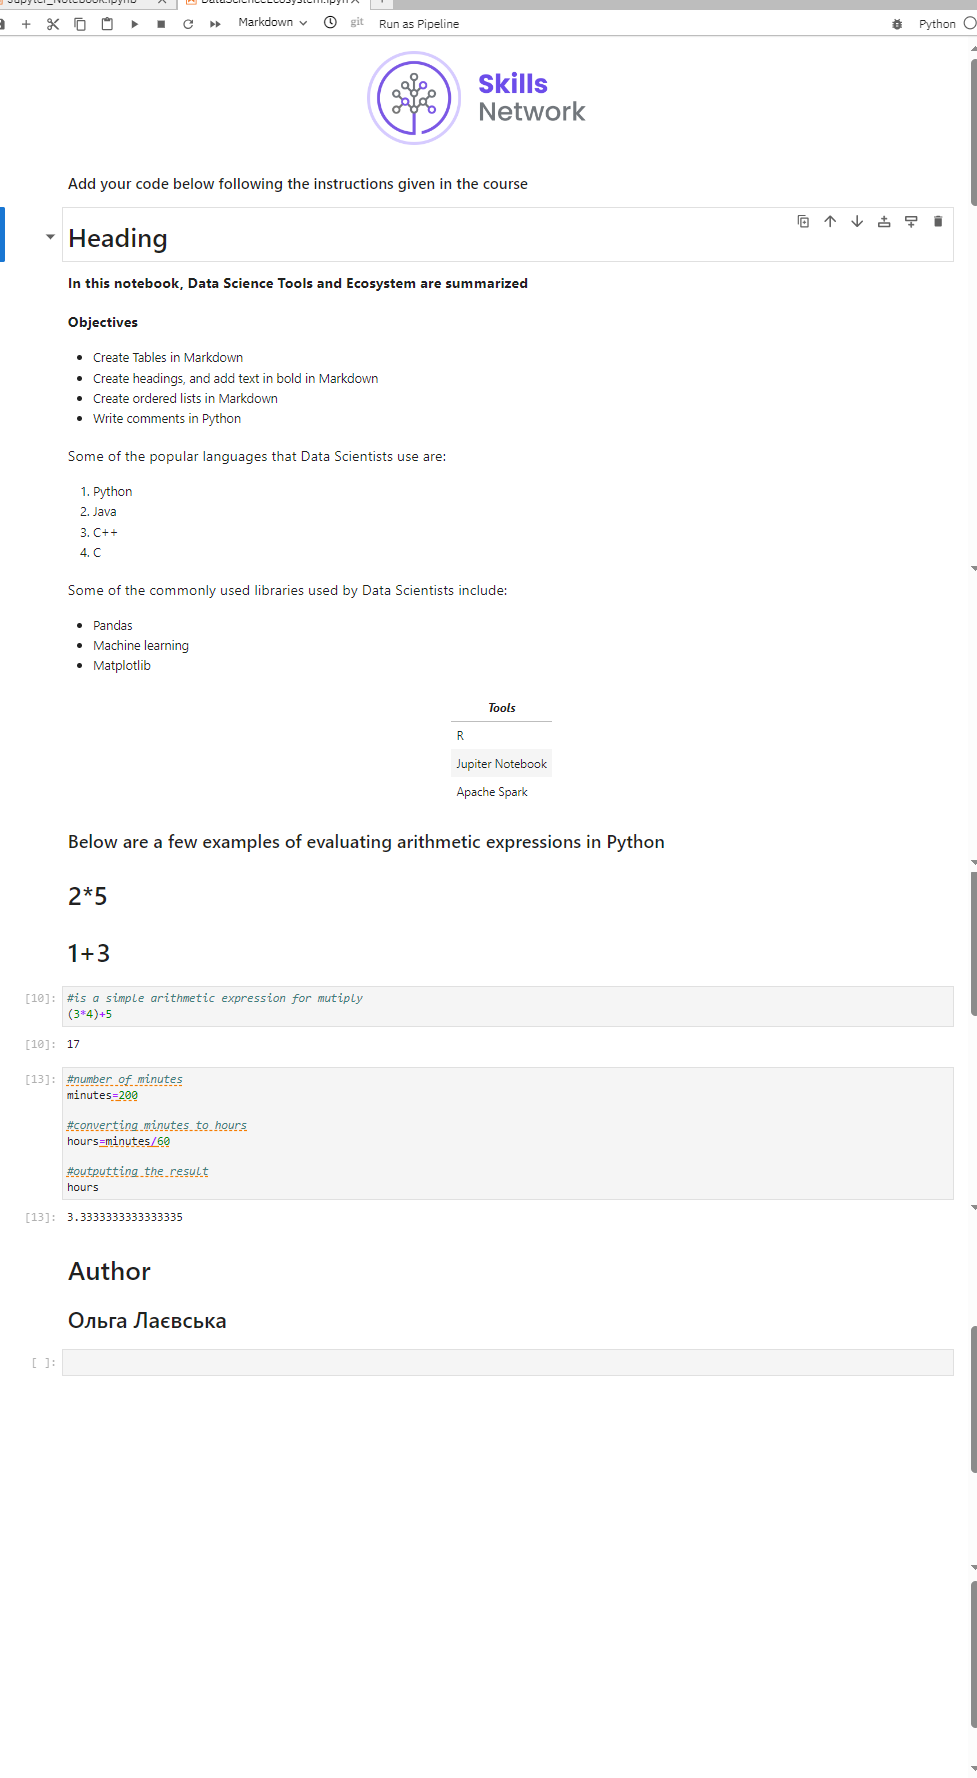 Jupyter_Notebook.ipynb
DataScienceEcosystem.ipyn
Markdown
git
Run as Pipeline
Python
Skills
Network
Add your code below following the instructions given in the course
Heading
In this notebook, Data Science Tools and Ecosystem are summarized
Objectives
Create Tables in Markdown
Create headings, and add text in bold in Markdown
Create ordered lists in Markdown
Write comments in Python
Some of the popular languages that Data Scientists use are:
1. Python
2. Java
3. C++
4. C
Some of the commonly used libraries used by Data Scientists include:
Pandas
Machine learning
Matplotlib
Tools
R
Jupiter Notebook
Apache Spark
Below are a few examples of evaluating arithmetic expressions in Python
2*5
1+3
[10]: #is a simple arithmetic expression for mutiply
(3*4)+5
[10]: 17
[13]: #number of minutes
minutes=200
#converting minutes to hours
hours=minutes/60
#outputting the result
hours
[13]: 3.3333333333333335
Author
Ольга Лаєвська
[ ]: